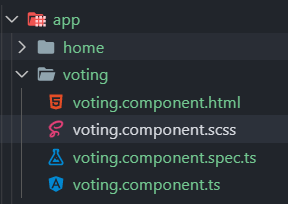 app
home
voting
voting.component.html
voting.component.scss
voting.component.spec.ts
voting.component.ts